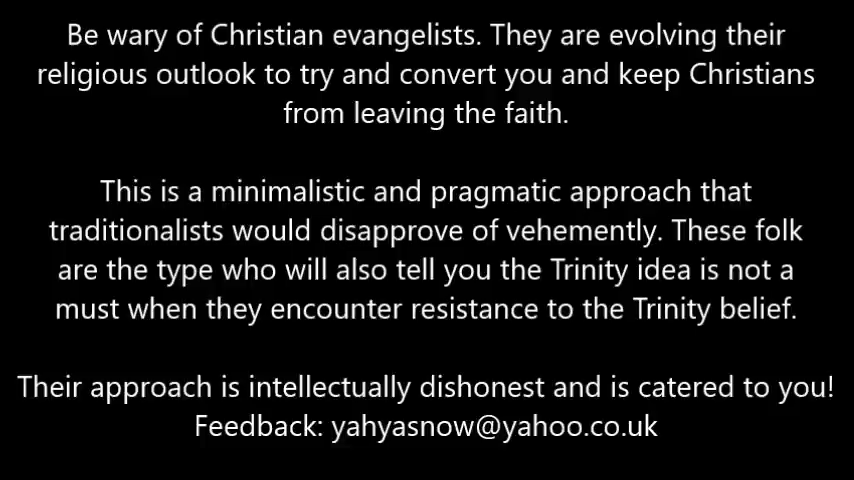 Be wary of Christian evangelists. They are evolving their
religious outlook to try and convert you and keep Christians
from leaving the faith.
This is a minimalistic and pragmatic approach that
traditionalists would disapprove of vehemently. These folk
are the type who will also tell you the Trinity idea is not a
must when they encounter resistance to the Trinity belief.
Their approach is intellectually dishonest and is catered to you!
Feedback: yahyasnow@yahoo.co.uk